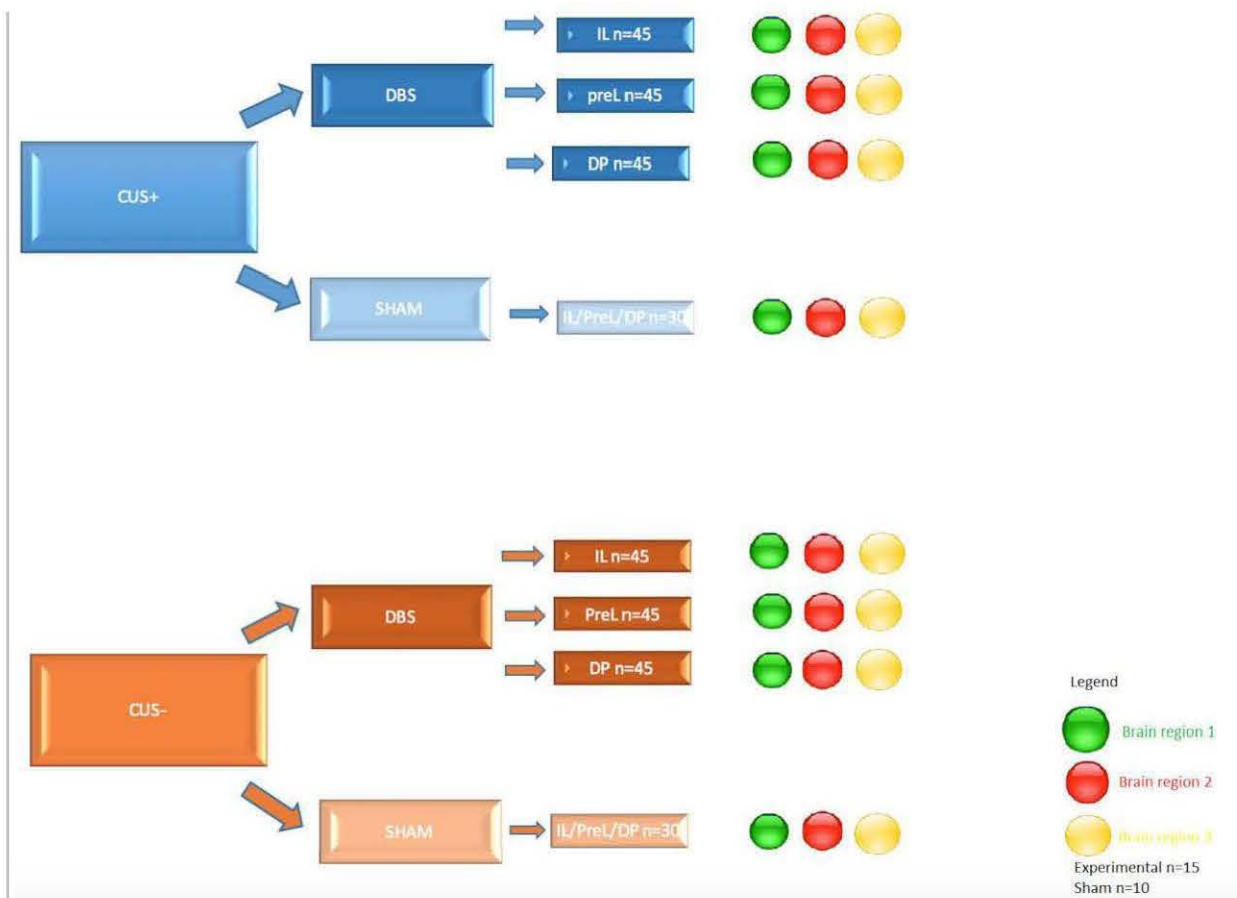 IL n=45
DBS
preL n=45
DP n=45
CUS+
SHAM
IL/PreL/DP n=30
IL n=45
DBS
PreL n=45
DP n=45
CUS-
SHAM
IL/PreL/DP n=30
Legend
Brain region 1
Brain region 2
Brain region 3
Experimental n=15
Sham n=10